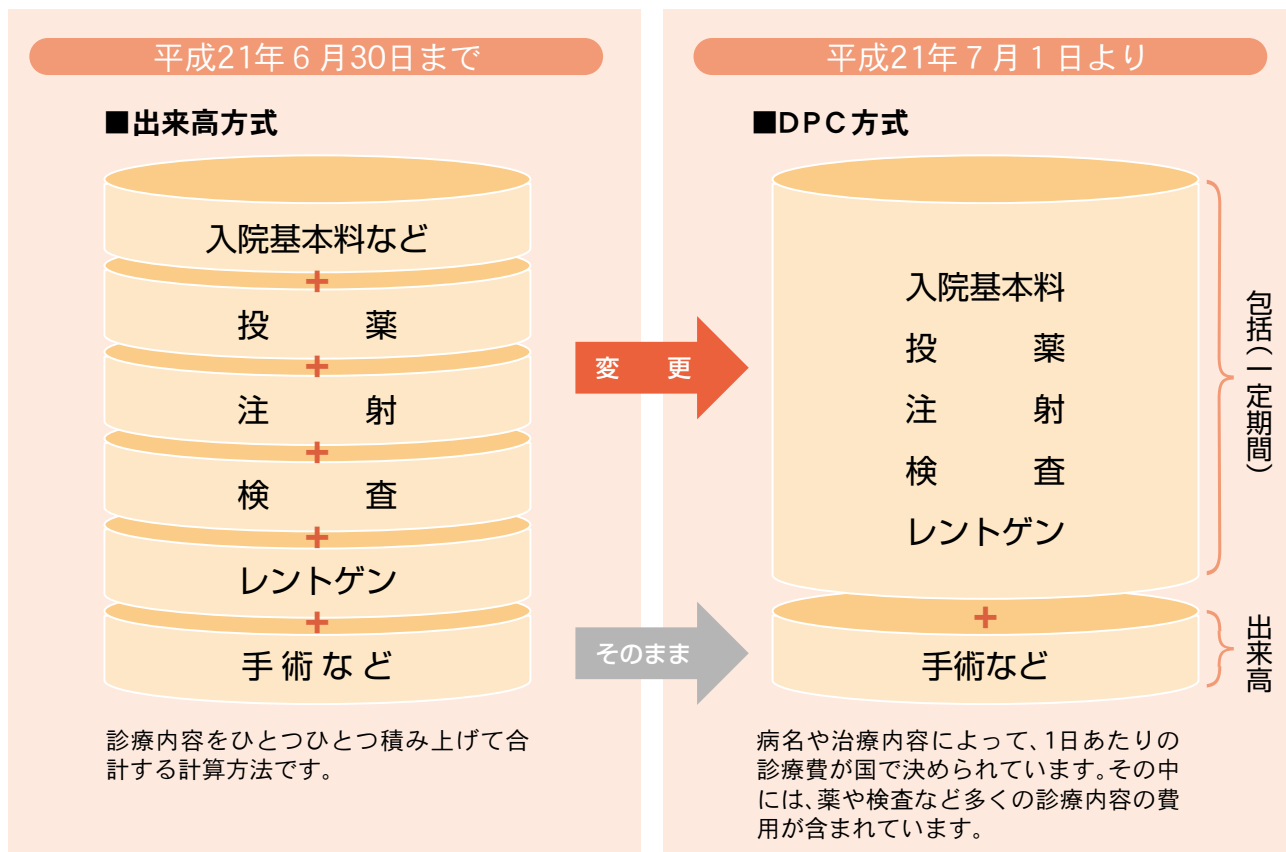 平成21年6月30日まで
■出来高方式
入院基本料など
+
投　薬
+
注　射
+
検　査
+
レントゲン
+
手術など
診療内容をひとつひとつ積み上げて合
計する計算方法です。
変　更
そのまま
平成21年7月1日より
■DPC方式
入院基本料
投　薬
注　射
検　査
レントゲン
+
手術など
包括(一定期間)
出来高
病名や治療内容によって、1日あたりの
診療費が国で決められています。その中
には、薬や検査など多くの診療内容の費
用が含まれています。